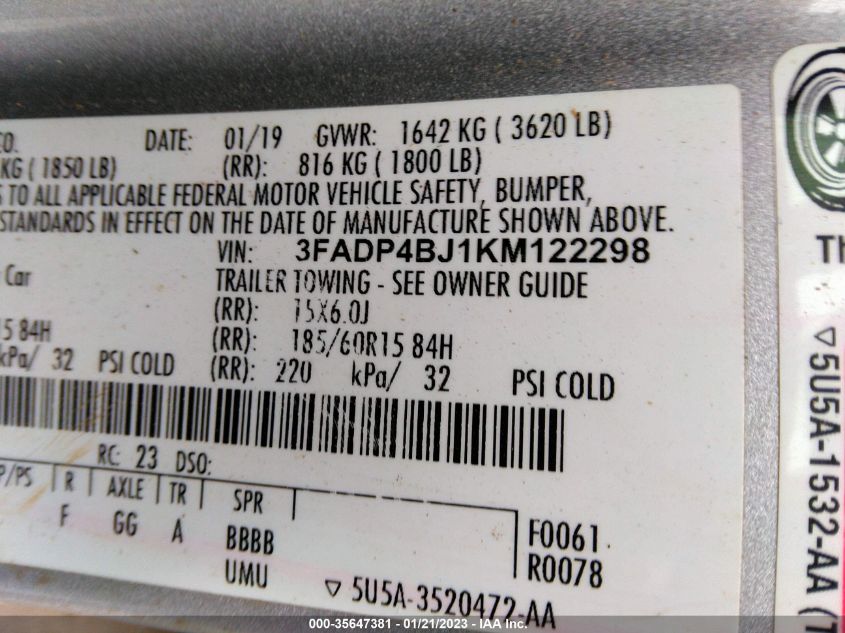 CO. DATE: 01/19 GVWR: 1642 KG ( 3620 LB)
KG ( 1850 LB) (RR): 816 KG ( 1800 LB)
S TO ALL APPLICABLE FEDERAL MOTOR VEHICLE SAFETY, BUMPER,
STANDARDS IN EFFECT ON THE DATE OF MANUFACTURE SHOWN ABOVE.
VIN: 3FADP4BJ1KM122298
Car TRAILER TOWING - SEE OWNER GUIDE
(RR): 15X6.0J
15 84H (RR): 185/60R15 84H
kPa/ 32 PSI COLD (RR): 220 kPa/ 32 PSI COLD
RC: 23 DSO:
P/PS R AXLE TR SPR
F GG A BBBB F0061
UMU R0078
5U5A-3520472-AA
Th
5U5A-1532-AA (1
000-35647381 - 01/21/2023 - IAAI, Inc.